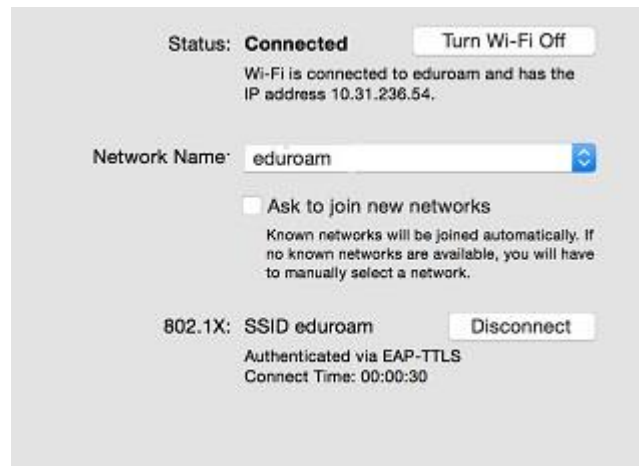 Status: Connected Turn Wi-Fi Off
Wi-Fi is connected to eduroam and has the
IP address 10.31.236.54.
Network Name: eduroam
Ask to join new networks
Known networks will be joined automatically. If
no known networks are available, you will have
to manually select a network.
802.1X: SSID eduroam Disconnect
Authenticated via EAP-TTLS
Connect Time: 00:00:30